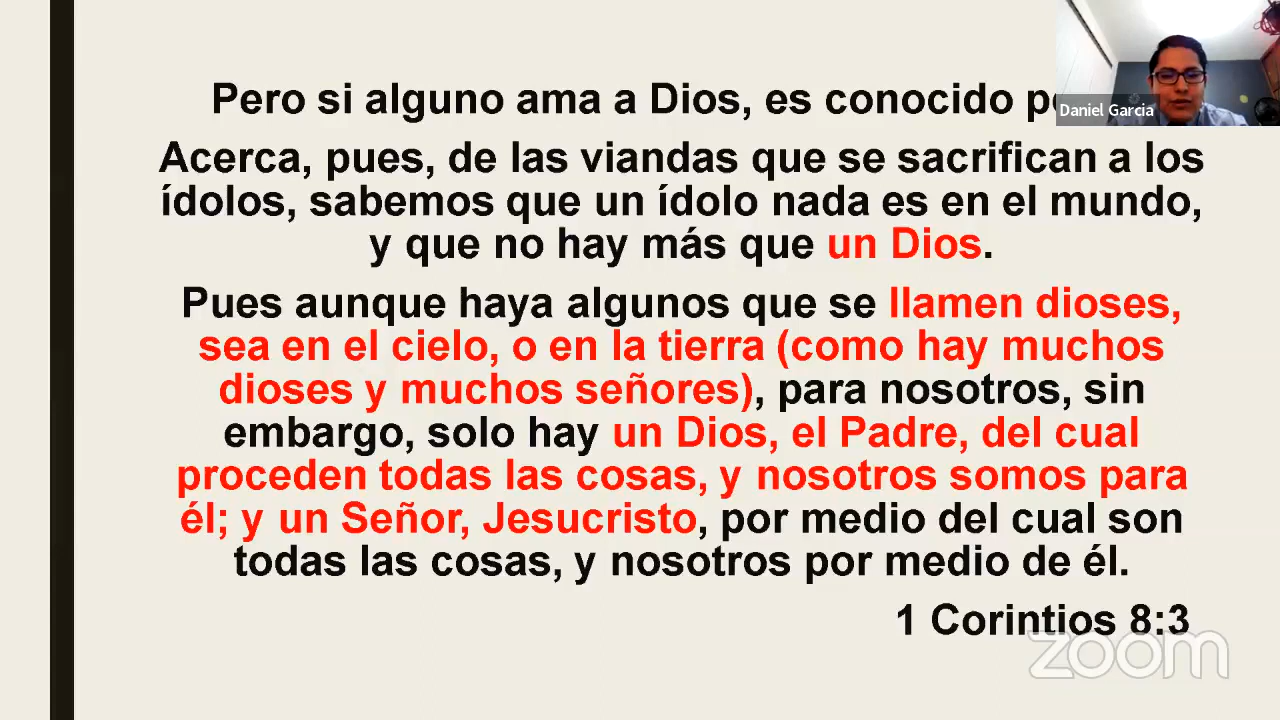 Pero si alguno ama a Dios, es conocido
Daniel Garcia
Acerca, pues, de las viandas que se sacrifican a los
ídolos, sabemos que un ídolo nada es en el mundo,
y que no hay más que un Dios.
Pues aunque haya algunos que se llamen dioses,
sea en el cielo, o en la tierra (como hay muchos
dioses y muchos señores), para nosotros, sin
embargo, solo hay un Dios, el Padre, del cual
proceden todas las cosas, y nosotros somos para
él; y un Señor, Jesucristo, por medio del cual son
todas las cosas, y nosotros por medio de él.
1 Corintios 8:3
zoom